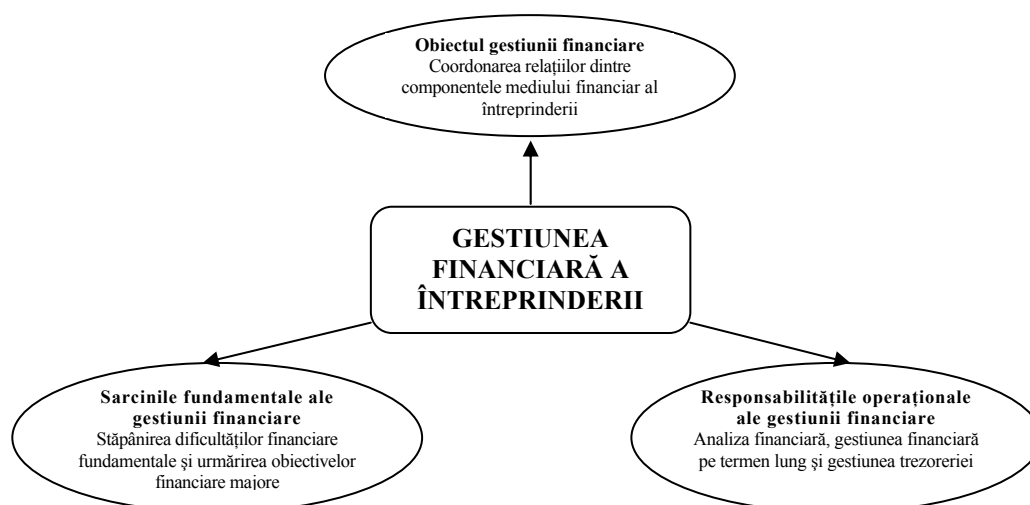 Obiectul gestiunii financiare
Coordonarea relațiilor dintre
componentele mediului financiar al
întreprinderii
GESTIUNEA
FINANCIARĂ A
ÎNTREPRINDERII
Sarcinile fundamentale ale
gestiunii financiare
Stăpânirea dificultăților financiare
fundamentale și urmărirea obiectivelor
financiare majore
Responsabilitățile operaționale
ale gestiunii financiare
Analiza financiară, gestiunea financiară
pe termen lung și gestiunea trezoreriei